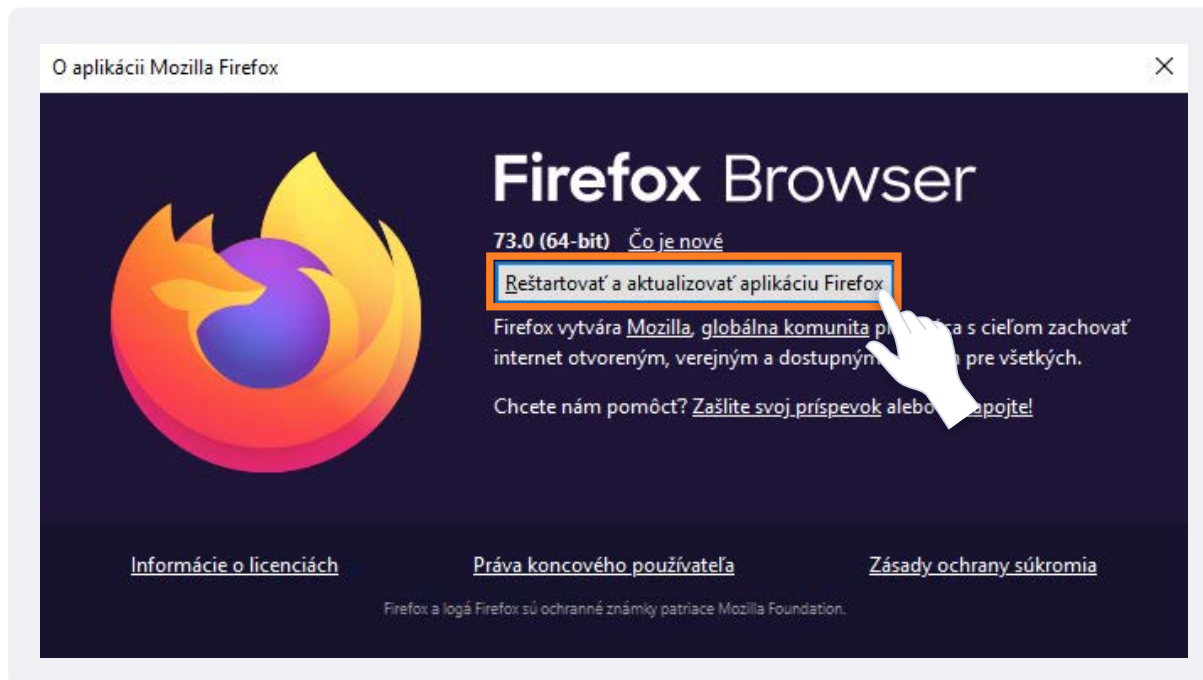 O aplikácii Mozilla Firefox
Firefox Browser
73.0 (64-bit) Čo je nové
Reštartovať a aktualizovať aplikáciu Firefox
Firefox vytvára Mozilla, globálna komunita s cieľom zachovať
internet otvoreným, verejným a dostupným pre všetkých.
Chcete nám pomôcť? Zašlite svoj príspevok alebo
Informácie o licenciách Práva koncového používateľa Zásady ochrany súkromia
Firefox a logá Firefox sú ochranné známky patriace Mozilla Foundation.